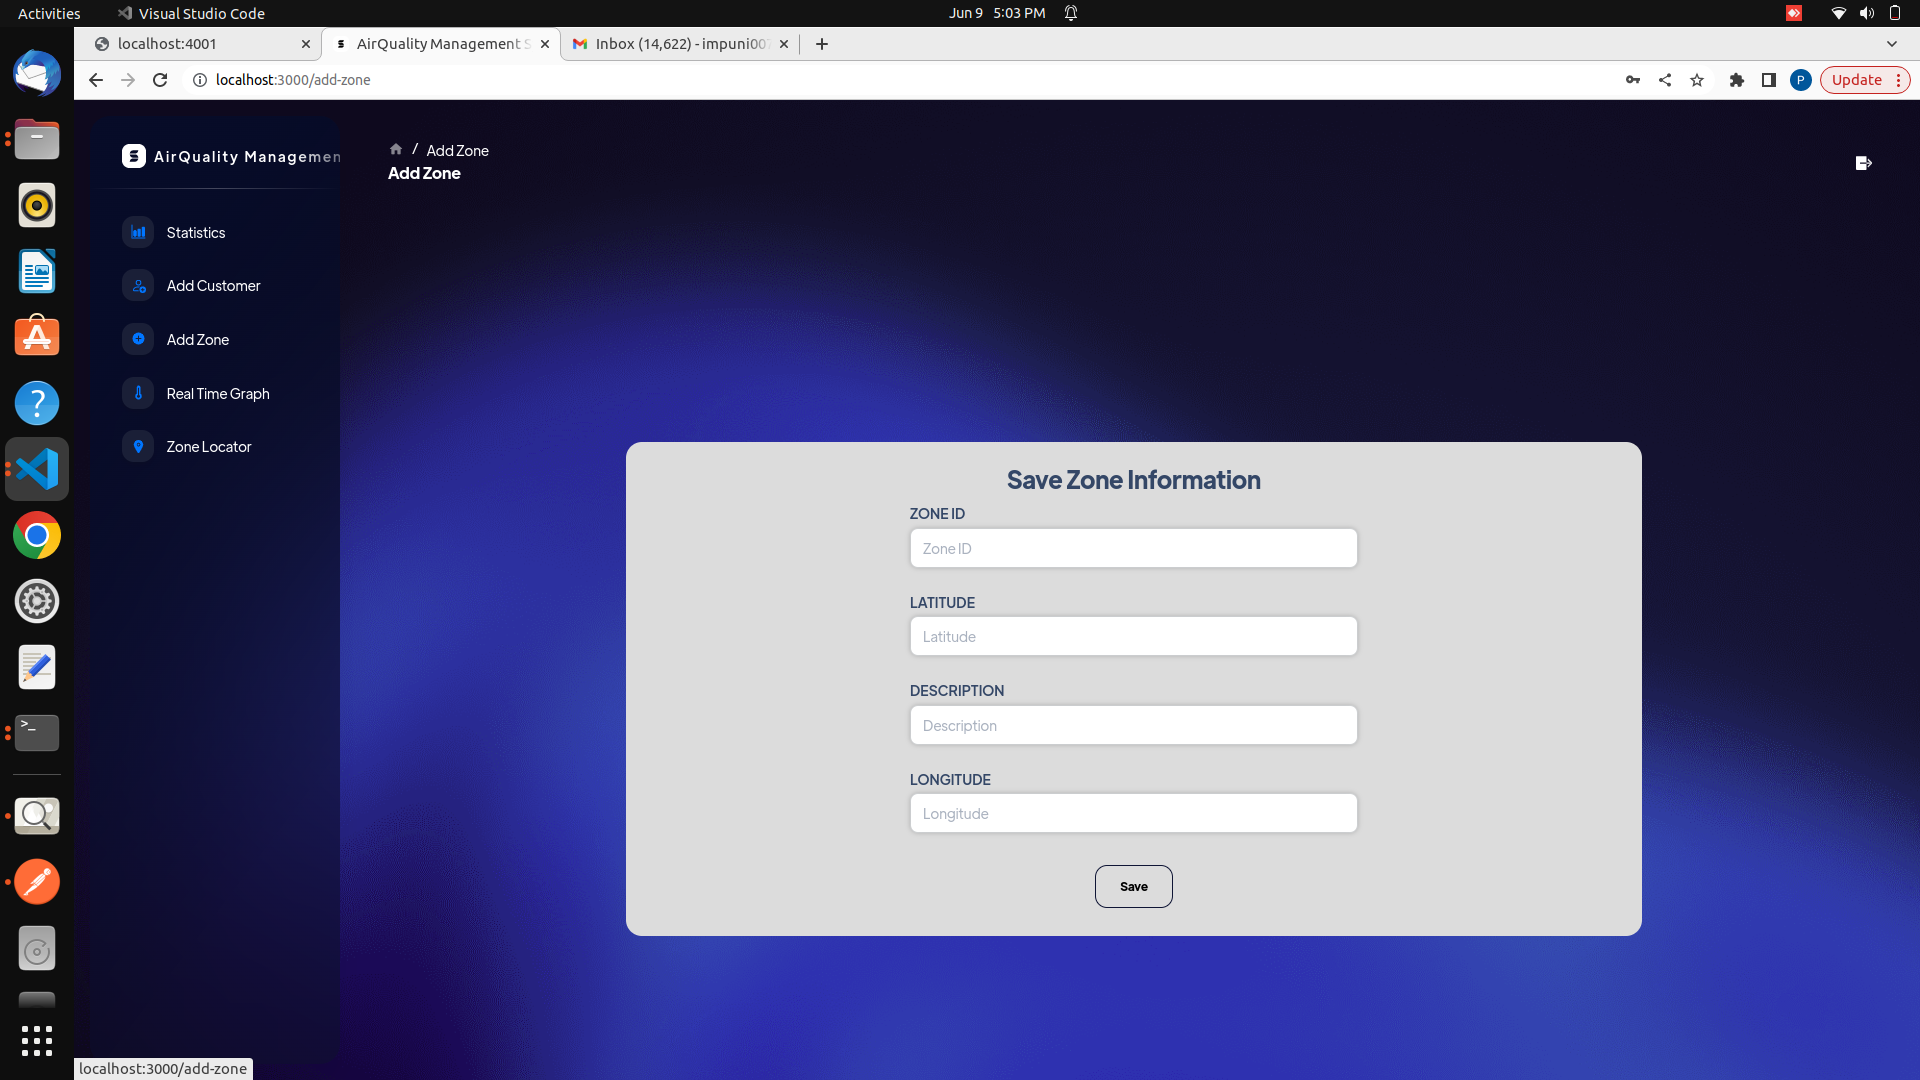 Activities
Visual Studio Code
Jun 9 5:03 PM
localhost:4001
AirQuality Management S
Inbox (14,622) - impuni007
localhost:3000/add-zone
P
Update
AirQuality Managemen
/ Add Zone
Add Zone
Statistics
Add Customer
Add Zone
Real Time Graph
Zone Locator
Save Zone Information
ZONE ID
Zone ID
LATITUDE
Latitude
DESCRIPTION
Description
LONGITUDE
Longitude
Save
localhost:3000/add-zone